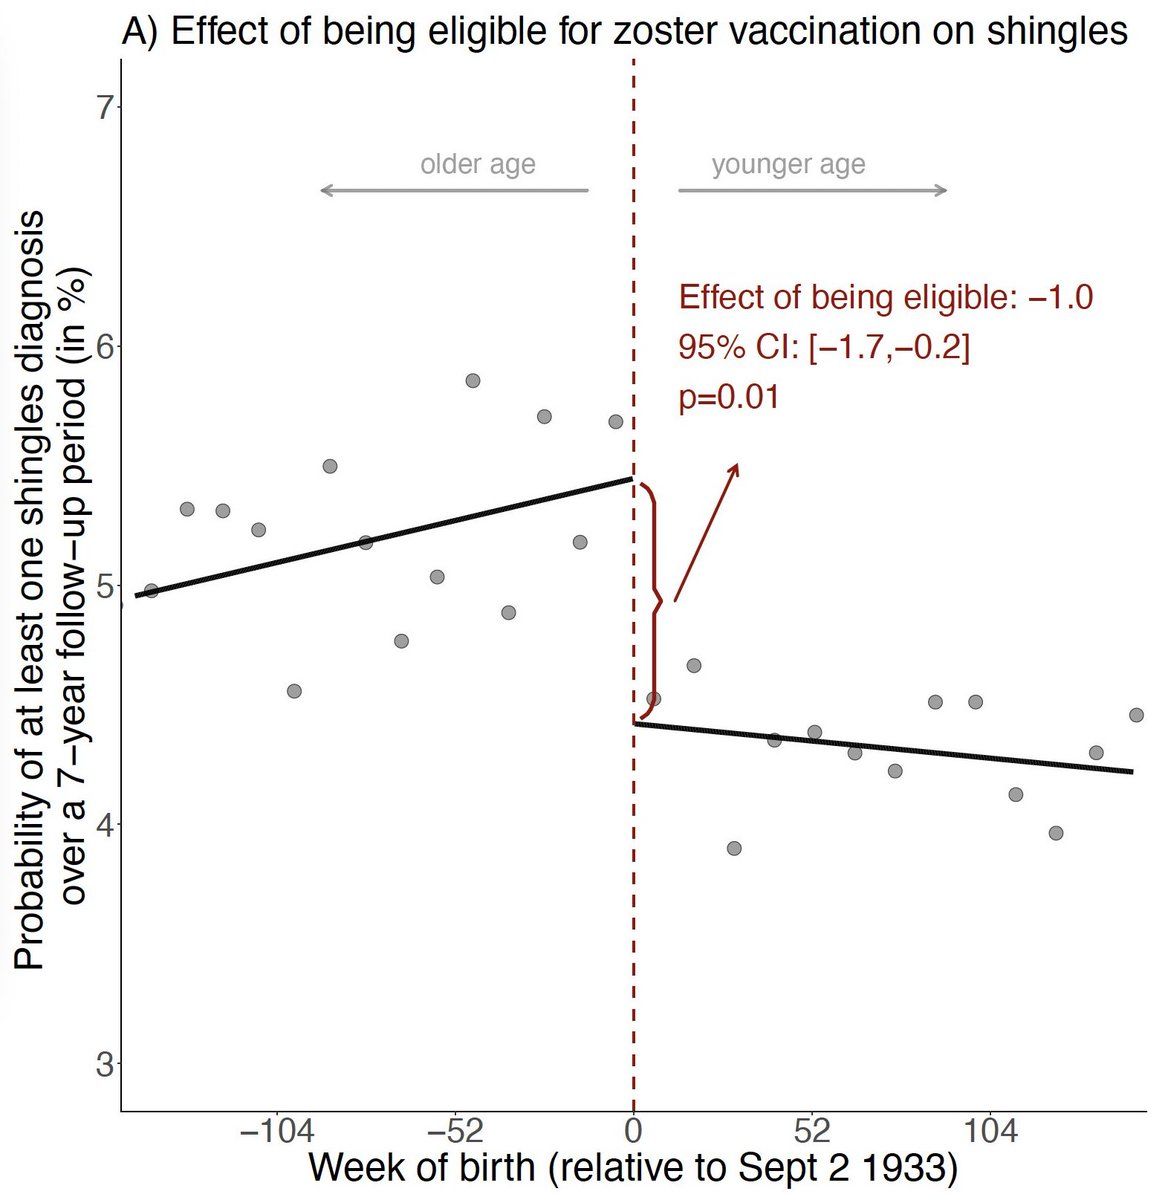 A) Effect of being eligible for zoster vaccination on shingles
Probability of at least one shingles diagnosis
over a 7−year follow−up period (in %)
7
6
5
4
3
older age
younger age
Effect of being eligible: −1.0
95% CI: [−1.7,−0.2]
p=0.01
−104
−52
0
52
104
Week of birth (relative to Sept 2 1933)